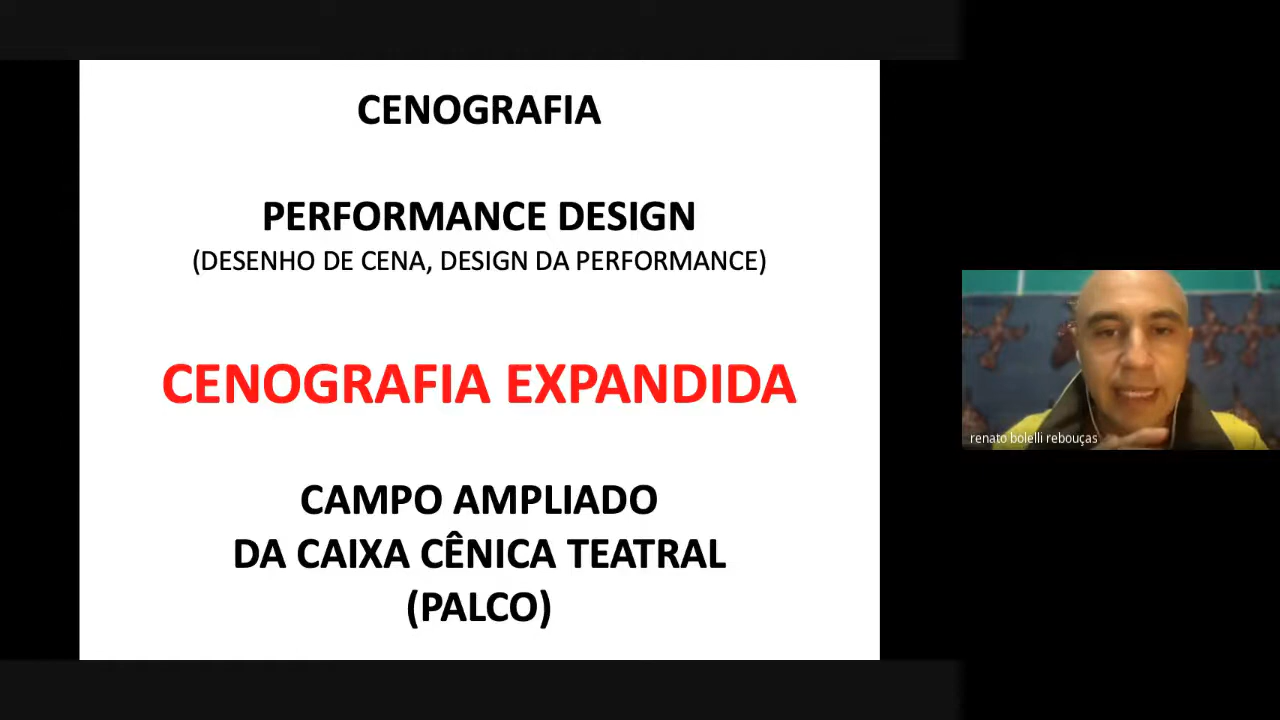 CENOGRAFIA
PERFORMANCE DESIGN
(DESENHO DE CENA, DESIGN DA PERFORMANCE)
CENOGRAFIA EXPANDIDA
CAMPO AMPLIADO
DA CAIXA CÊNICA TEATRAL
(PALCO)
renato bolelli rebouças